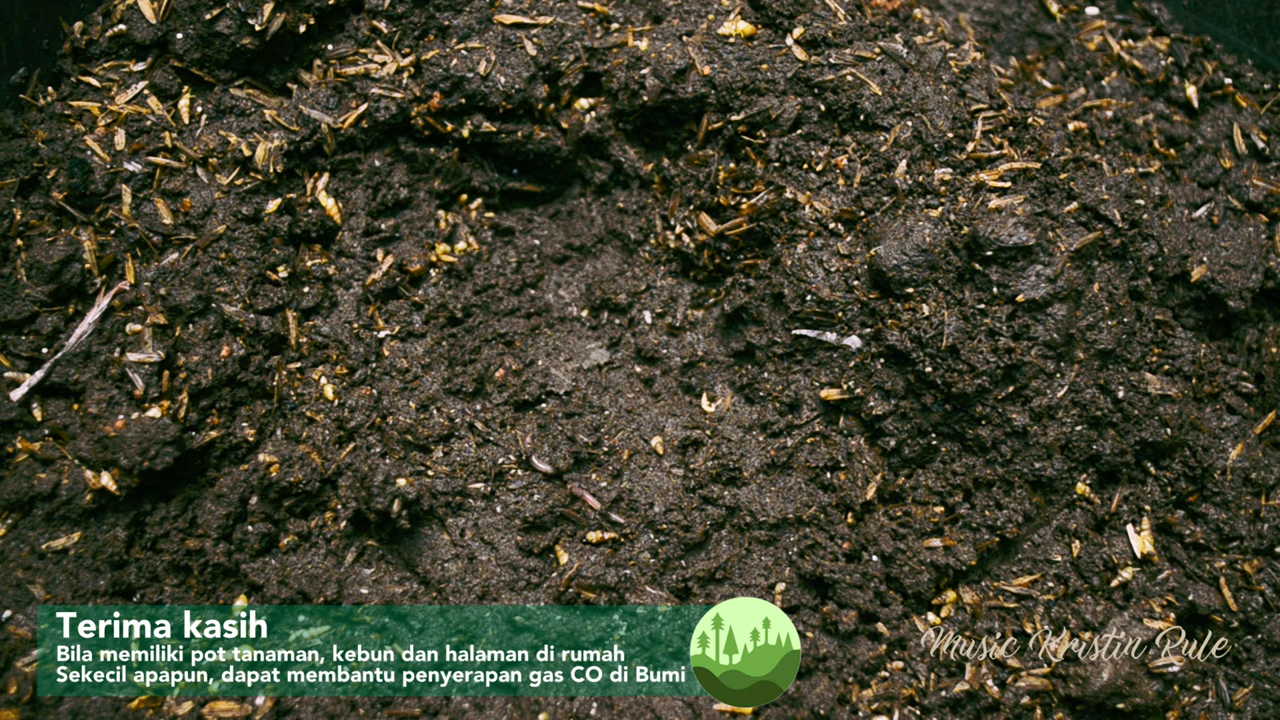 Terima kasih
Bila memiliki pot tanaman, kebun dan halaman di rumah
Sekecil apapun, dapat membantu penyerapan gas CO di Bumi
Music Kristin Rule